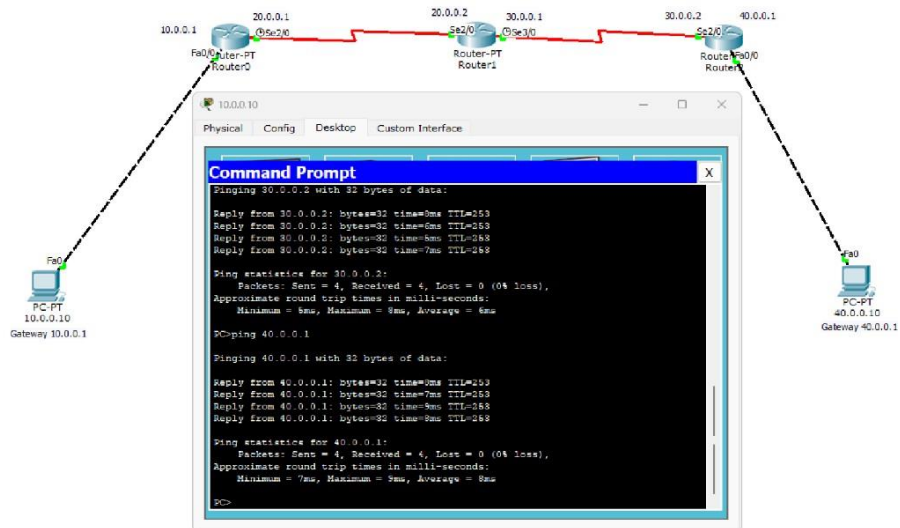 20.0.0.1
20.0.0.2
30.0.0.1
30.0.0.2
40.0.0.1
10.0.0.1
Se2/0
Se2/0
Se3/0
Se2/0
Fa0/0
Router-PT
Router0
Router-PT
Router1
Fa0/0
10.0.0.10
Physical Config Desktop Custom Interface
Command Prompt
X
Pinging 30.0.0.2 with 32 bytes of data:
Reply from 30.0.0.2: bytes=32 time=8ms TTL=253
Reply from 30.0.0.2: bytes=32 time=6ms TTL=253
Reply from 30.0.0.2: bytes=32 time=5ms TTL=253
Reply from 30.0.0.2: bytes=32 time=7ms TTL=253
Ping statistics for 30.0.0.2:
Packets: Sent = 4, Received = 4, Lost = 0 (0% loss),
Approximate round trip times in milli-seconds:
Minimum = 5ms, Maximum = 8ms, Average = 6ms
PC>ping 40.0.0.1
Pinging 40.0.0.1 with 32 bytes of data:
Reply from 40.0.0.1: bytes=32 TTL=253
Reply from 40.0.0.1: bytes=32 time=7ms TTL=253
Reply from 40.0.0.1: bytes=32 time=9ms TTL=253
Reply from 40.0.0.1: bytes=32 TTL=253
Ping statistics for 40.0.0.1:
Packets: Sent = 4, Received = 4, Lost = 0 (0% loss),
Approximate round trip times in milli-seconds:
Minimum = 7ms, Maximum = 9ms, Average = 8ms
PC>
Fa0
PC-PT
10.0.0.10
Gateway 10.0.0.1
Fa0
PC-PT
40.0.0.10
Gateway 40.0.0.1